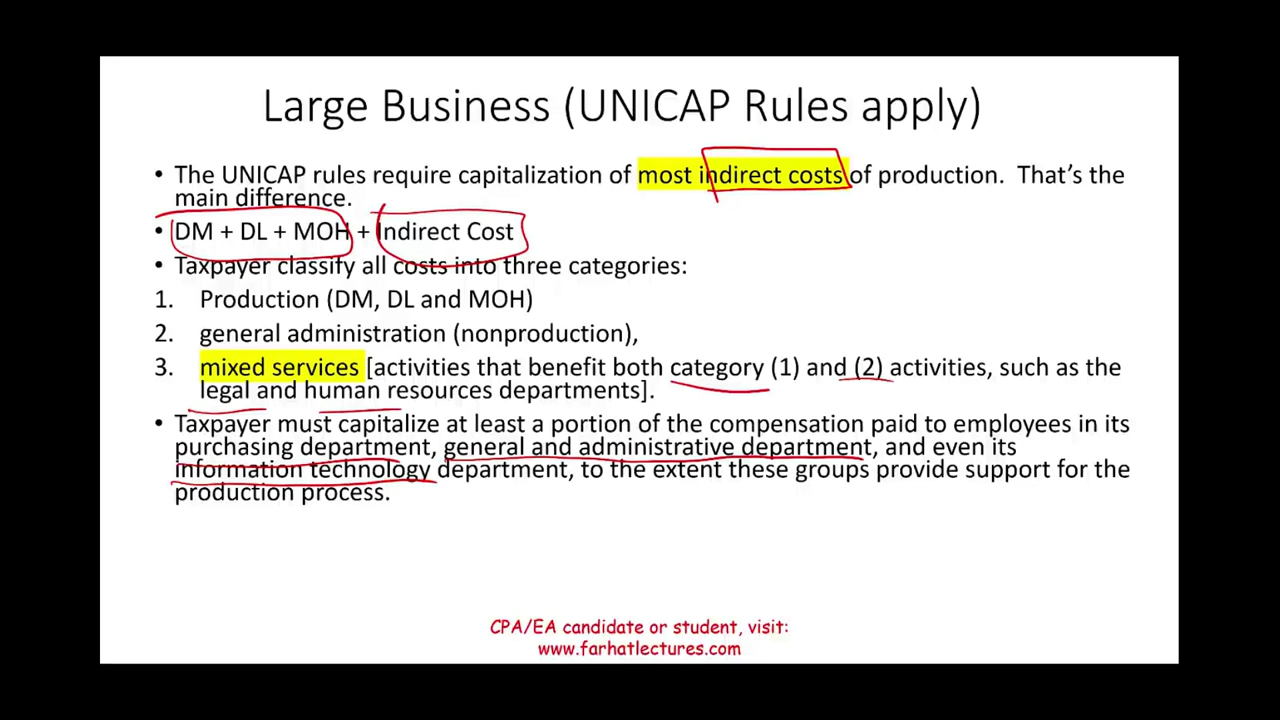 Large Business (UNICAP Rules apply)
• The UNICAP rules require capitalization of most indirect costs of production. That’s the
main difference.
• DM + DL + MOH + Indirect Cost
• Taxpayer classify all costs into three categories:
1. Production (DM, DL and MOH)
2. general administration (nonproduction),
3. mixed services [activities that benefit both category (1) and (2) activities, such as the
legal and human resources departments].
• Taxpayer must capitalize at least a portion of the compensation paid to employees in its
purchasing department, general and administrative department, and even its
information technology department, to the extent these groups provide support for the
production process.
CPA/EA candidate or student, visit:
www.farhatlectures.com